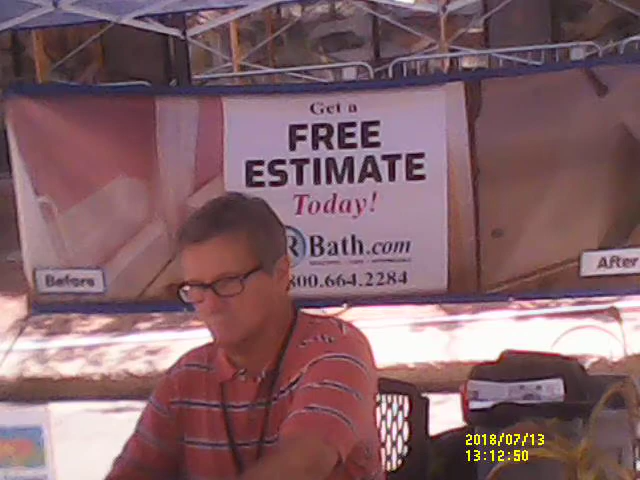 Get a
FREE
ESTIMATE
Today!
Bath.com
800.664.2284
Before
After
2018/07/13
13:12:50